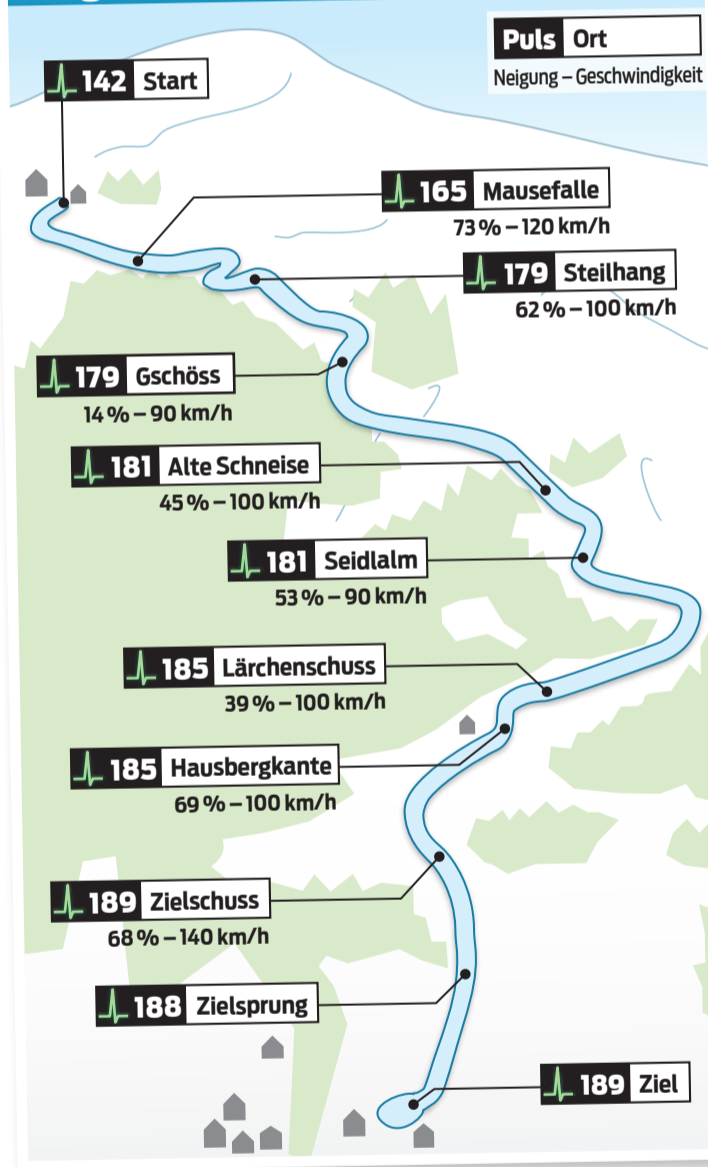 Puls Ort
Neigung – Geschwindigkeit
142 Start
165 Mausefalle
73 % – 120 km/h
179 Steilhang
62 % – 100 km/h
179 Gschöss
14 % – 90 km/h
181 Alte Schneise
45 % – 100 km/h
181 Seidlalm
53 % – 90 km/h
185 Lärchenschuss
39 % – 100 km/h
185 Hausbergkante
69 % – 100 km/h
189 Zielschuss
68 % – 140 km/h
188 Zielsprung
189 Ziel